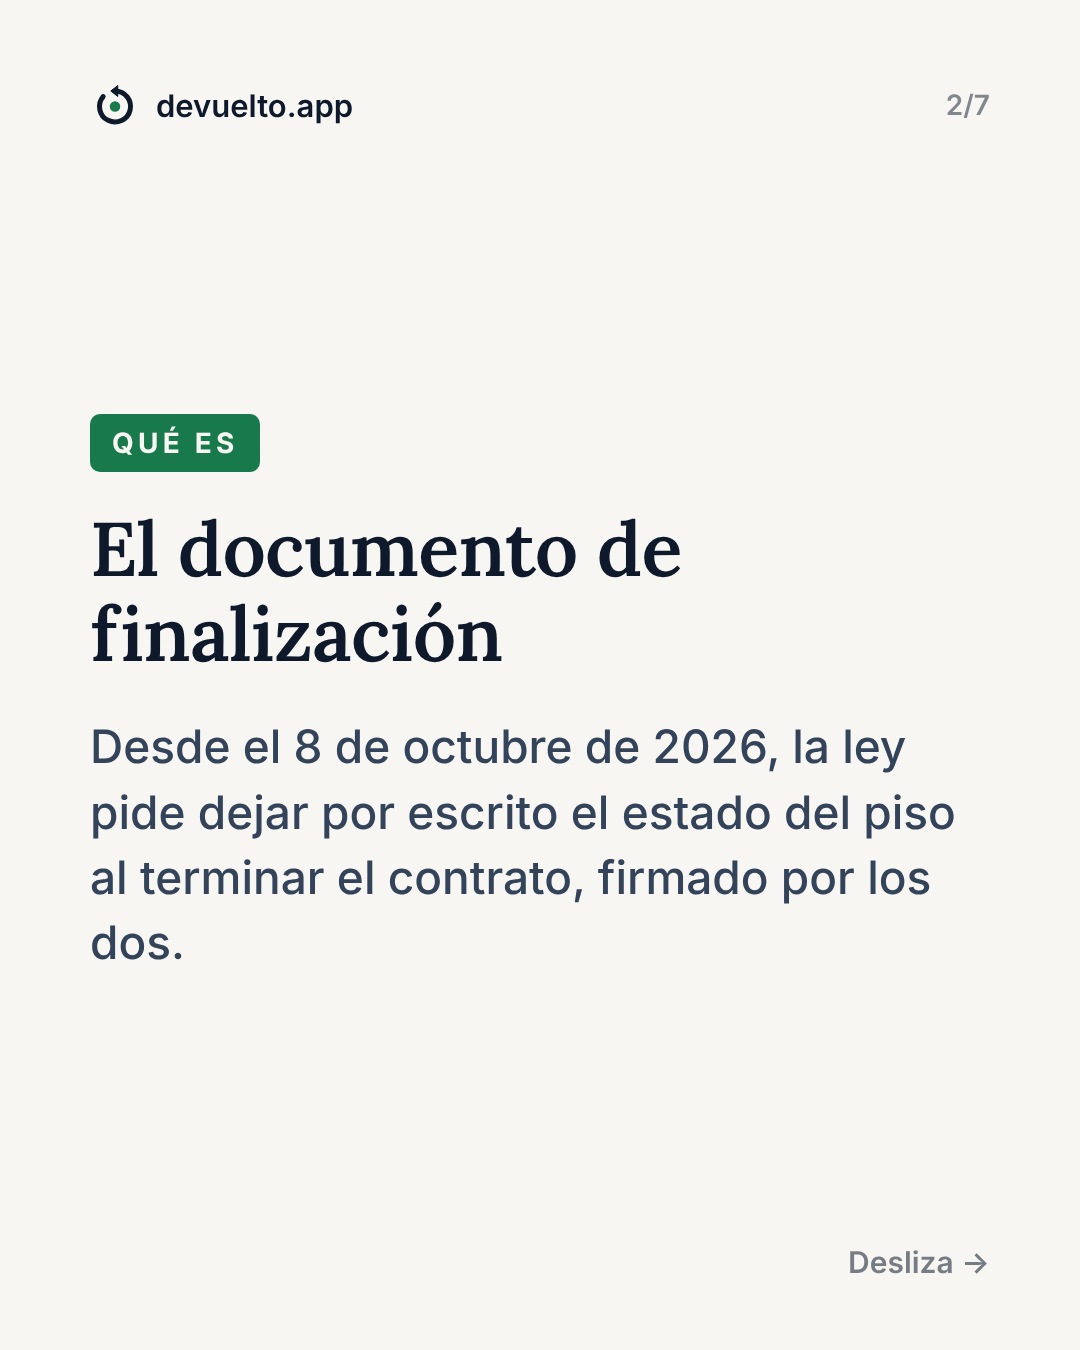 devuelto.app
2/7
QUÉ ES
El documento de
finalización
Desde el 8 de octubre de 2026, la ley
pide dejar por escrito el estado del piso
al terminar el contrato, firmado por los
dos.
Desliza →